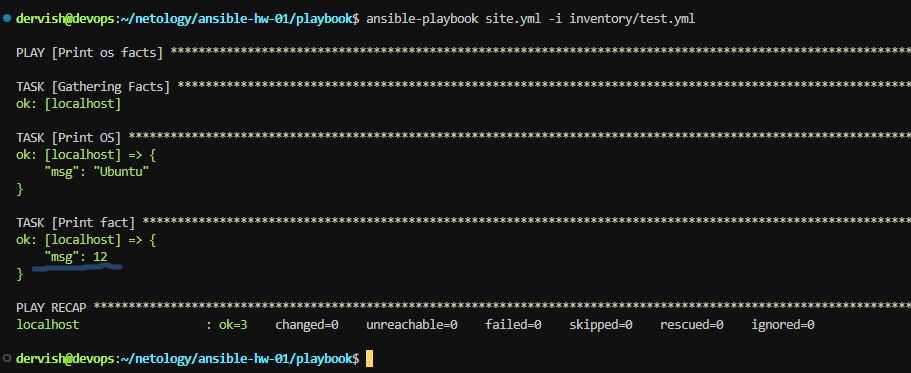 dervish@devops:~/netology/ansible-hw-01/playbook$ ansible-playbook site.yml -i inventory/test.yml
PLAY [Print os facts] **********************************************************************************************************
TASK [Gathering Facts] *********************************************************************************************************
ok: [localhost]
TASK [Print OS] ****************************************************************************************************************
ok: [localhost] => {
    "msg": "Ubuntu"
}
TASK [Print fact] **************************************************************************************************************
ok: [localhost] => {
    "msg": 12
}
PLAY RECAP *********************************************************************************************************************
localhost                  : ok=3    changed=0    unreachable=0    failed=0    skipped=0    rescued=0    ignored=0
dervish@devops:~/netology/ansible-hw-01/playbook$